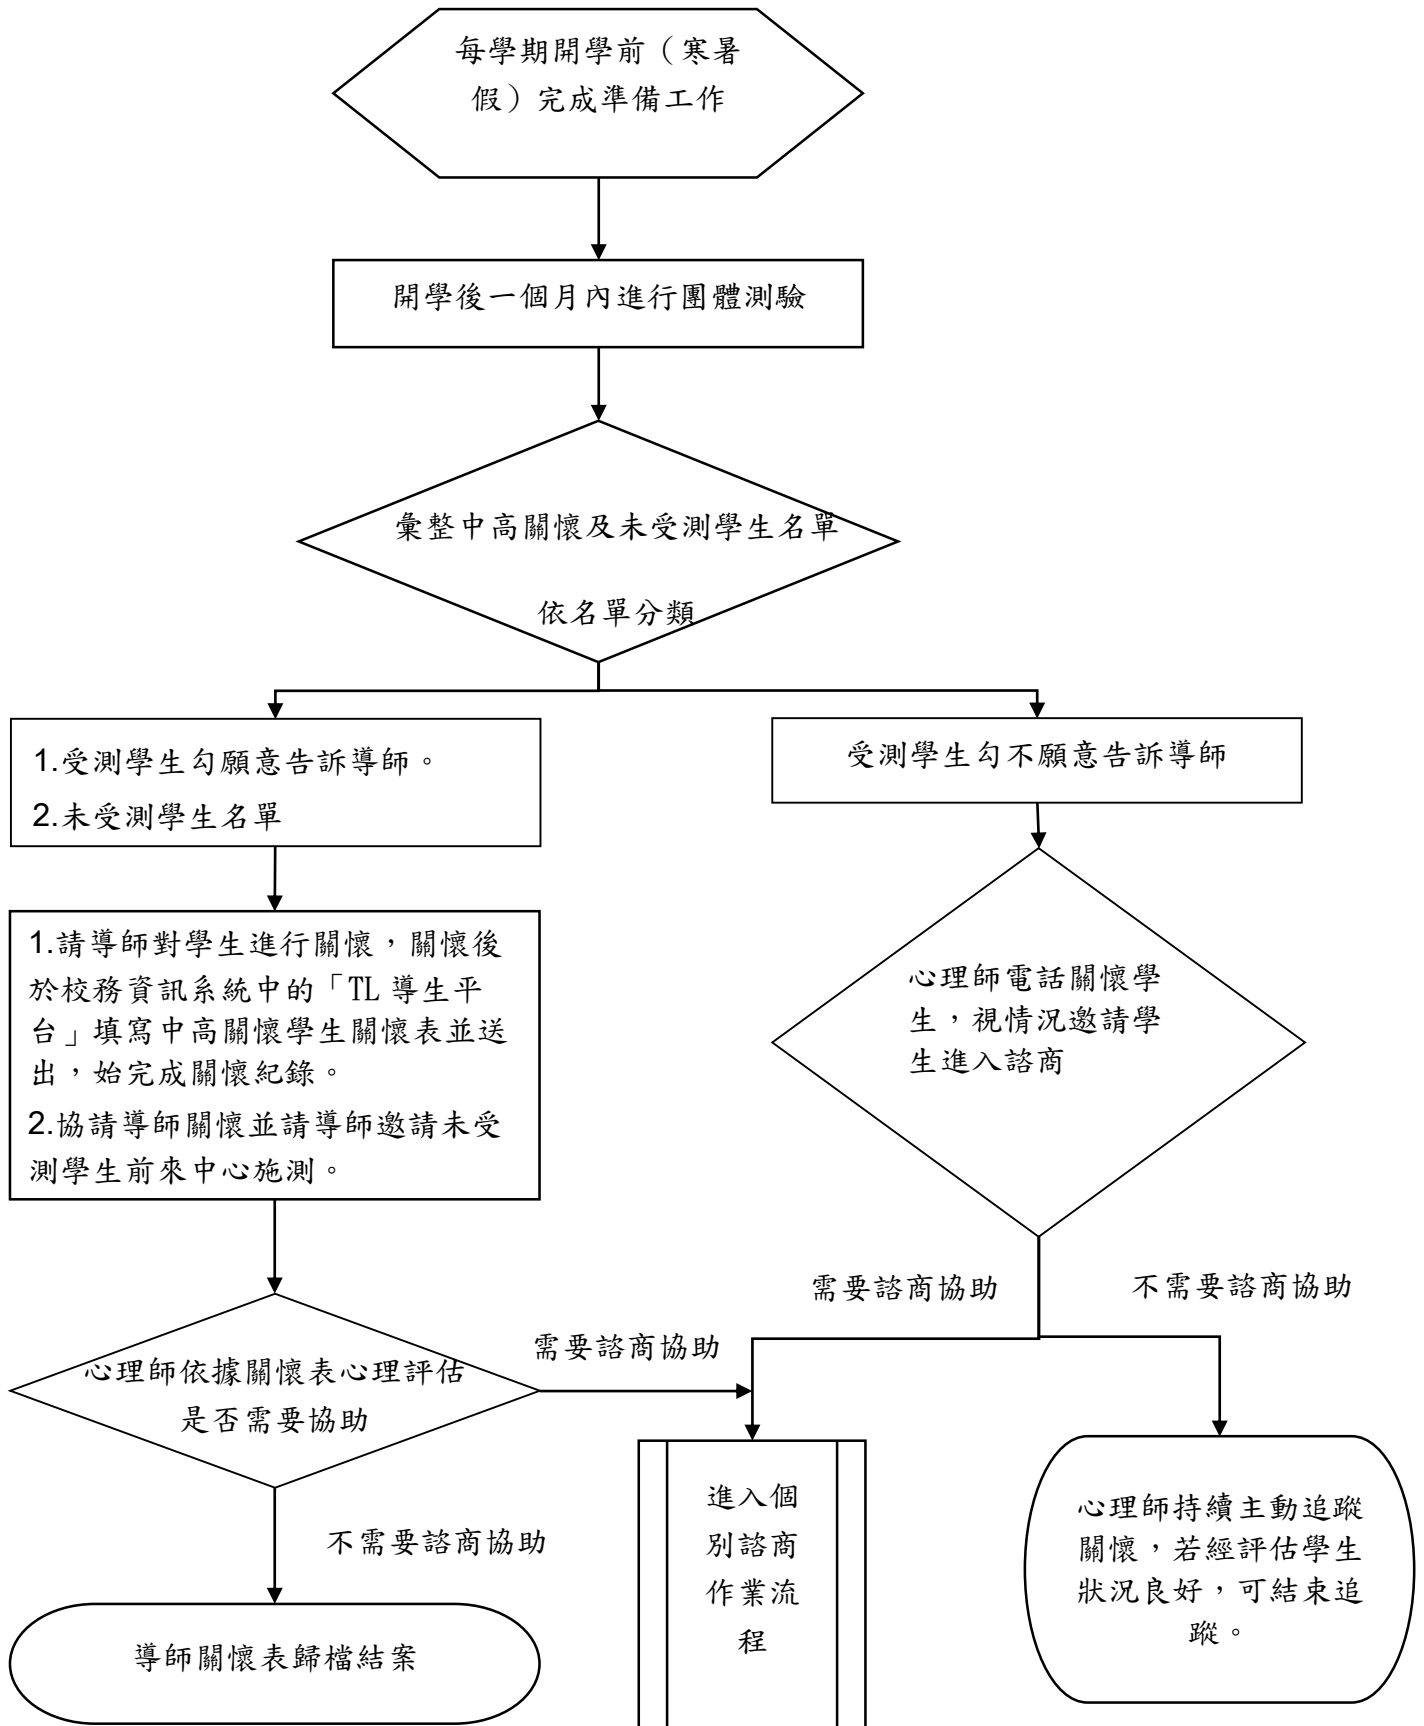 每學期開學前（寒暑
假）完成準備工作
開學後一個月內進行團體測驗
彙整中高關懷及未受測學生名單
依名單分類
1.受測學生勾願意告訴導師。
2.未受測學生名單
受測學生勾不願意告訴導師
1.請導師對學生進行關懷，關懷後
於校務資訊系統中的「TL 導生平
台」填寫中高關懷學生關懷表並送
出，始完成關懷紀錄。
2.協請導師關懷並請導師邀請未受
測學生前來中心施測。
心理師電話關懷學
生，視情況邀請學
生進入諮商
需要諮商協助
不需要諮商協助
心理師依據關懷表心理評估
是否需要協助
需要諮商協助
不需要諮商協助
導師關懷表歸檔結案
進入個
別諮商
作業流
程
心理師持續主動追蹤
關懷，若經評估學生
狀況良好，可結束追
蹤。